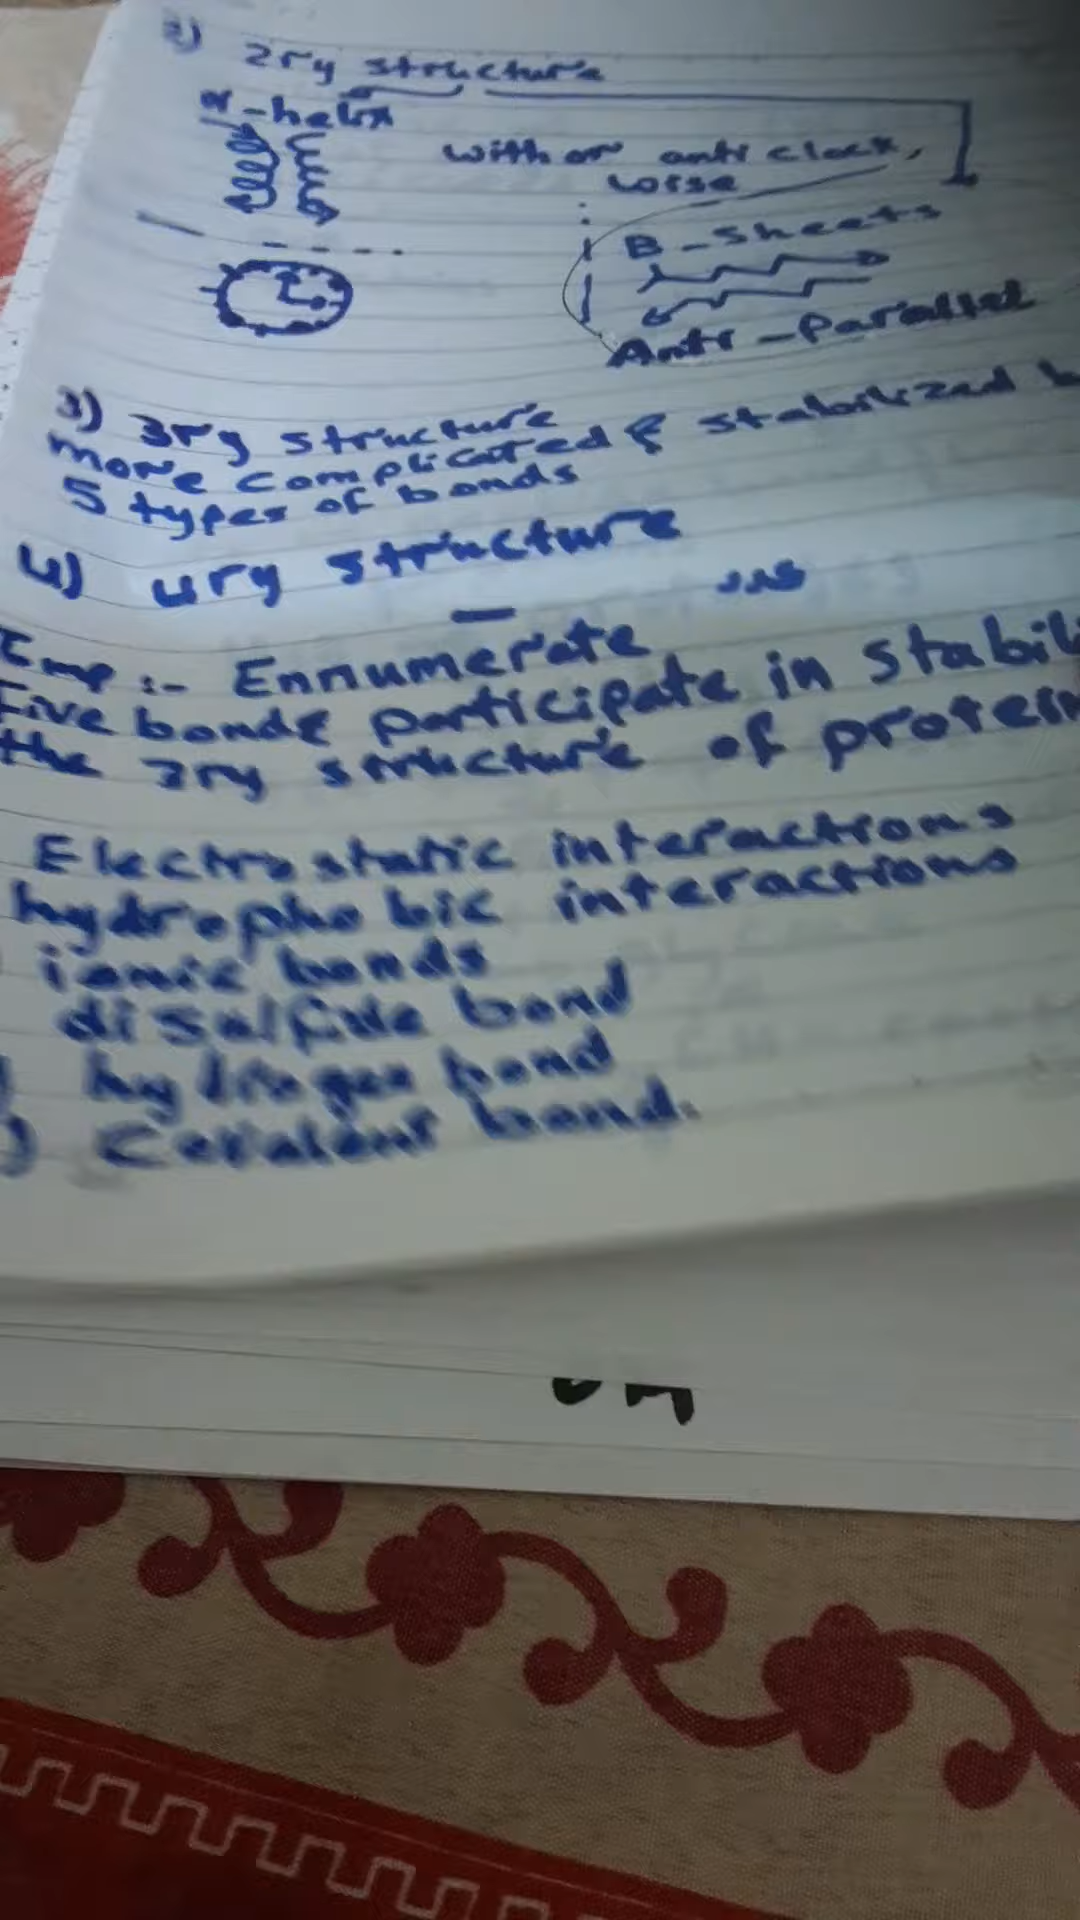 2) 2ry structure
α-helix
with or anti clock,
worse
B-sheets
Anti-Parallel
3) 3ry structure
more complicated & stabilized b
5 types of bonds
4) 4ry structure
Imp :- Ennumerate
Five bonds participate in stabil
the 3ry structure of protein
Electrostatic interactions
hydrophobic interactions
ionic bonds
disulfide bond
hydrogen bond
) Covalent bond.